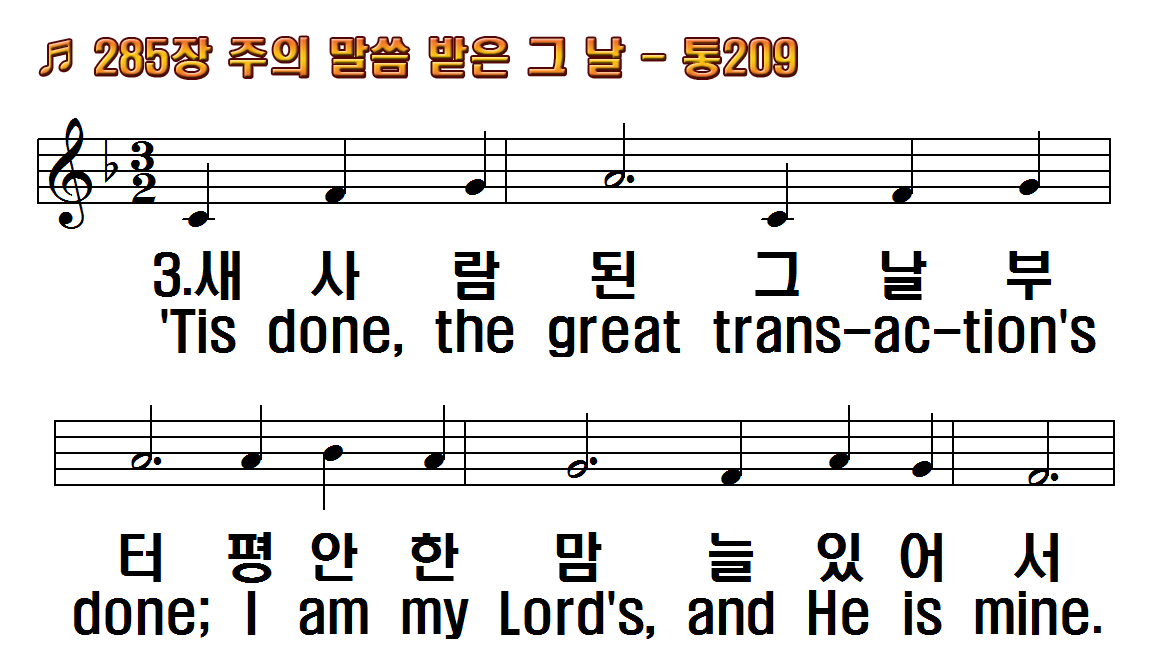 ♬ 285장 주의 말씀 받은 그 날 - 통209
3
2
3.새 사 람 된 그 날 부
'Tis done, the great trans-ac-tion's
터 평 안 한 맘 늘 있 어 서
done; I am my Lord's, and He is mine.